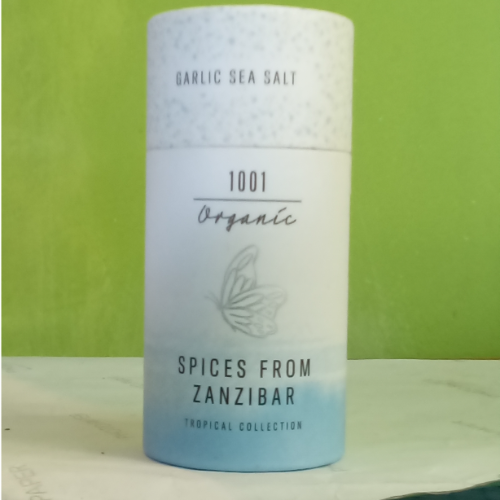 GARLIC SEA SALT
1001
Organic
SPICES FROM
ZANZIBAR
TROPICAL COLLECTION